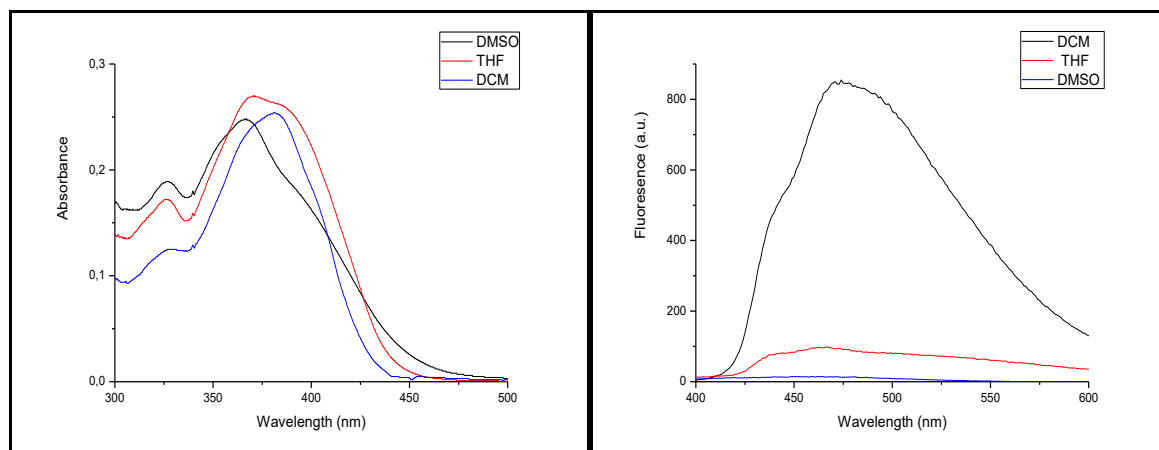 DMSO
THF
DCM
0,3
0,2
0,1
0,0
Absorbance
300 350 400 450 500
Wavelength (nm)
DCM
THF
DMSO
800
600
400
200
0
Fluoresence (a.u.)
400 450 500 550 600
Wavelength (nm)